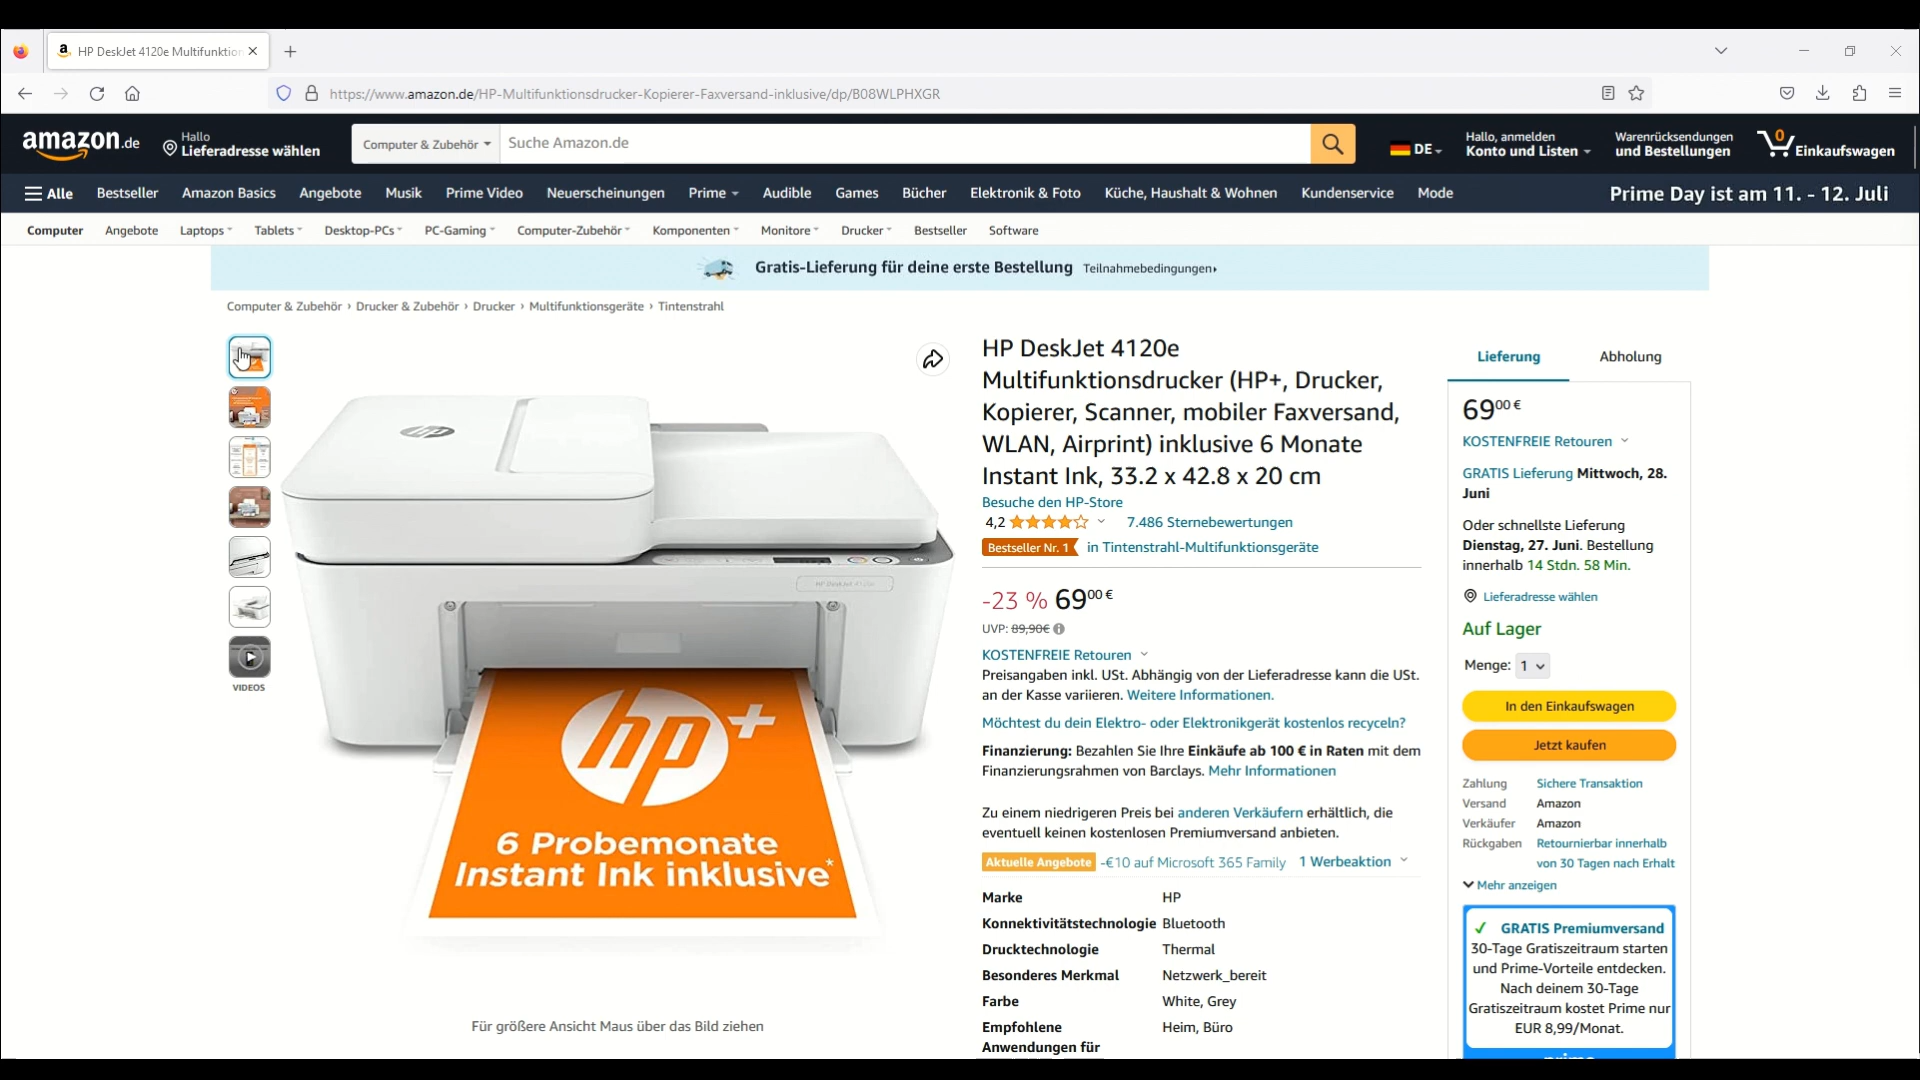 HP DeskJet 4120e Multifunktion
https://www.amazon.de/HP-Multifunktionsdrucker-Kopierer-Faxversand-inklusive/dp/B08WLPHXGR
amazon.de
Hallo
Lieferadresse wählen
Computer & Zubehör
Suche Amazon.de
DE
Hallo, anmelden
Konto und Listen
Warenrücksendungen
und Bestellungen
0
Einkaufswagen
Alle Bestseller Amazon Basics Angebote Musik Prime Video Neuerscheinungen Prime Audible Games Bücher Elektronik & Foto Küche, Haushalt & Wohnen Kundenservice Mode
Prime Day ist am 11. - 12. Juli
Computer Angebote Laptops Tablets Desktop-PCs PC-Gaming Computer-Zubehör Komponenten Monitore Drucker Bestseller Software
Gratis-Lieferung für deine erste Bestellung Teilnahmebedingungen
Computer & Zubehör › Drucker & Zubehör › Drucker › Multifunktionsgeräte › Tintenstrahl
VIDEOS
hp
hp+
6 Probemonate
Instant Ink inklusive*
Für größere Ansicht Maus über das Bild ziehen
HP DeskJet 4120e
Multifunktionsdrucker (HP+, Drucker,
Kopierer, Scanner, mobiler Faxversand,
WLAN, Airprint) inklusive 6 Monate
Instant Ink, 33.2 x 42.8 x 20 cm
Besuche den HP-Store
4,2 7.486 Sternebewertungen
Bestseller Nr. 1 in Tintenstrahl-Multifunktionsgeräte
-23 % 6900 €
UVP: 89,90€
KOSTENFREIE Retouren
Preisangaben inkl. USt. Abhängig von der Lieferadresse kann die USt.
an der Kasse variieren. Weitere Informationen.
Möchtest du dein Elektro- oder Elektronikgerät kostenlos recyceln?
Finanzierung: Bezahlen Sie Ihre Einkäufe ab 100 € in Raten mit dem
Finanzierungsrahmen von Barclays. Mehr Informationen
Zu einem niedrigeren Preis bei anderen Verkäufern erhältlich, die
eventuell keinen kostenlosen Premiumversand anbieten.
Aktuelle Angebote -€10 auf Microsoft 365 Family 1 Werbeaktion
Marke HP
Konnektivitätstechnologie Bluetooth
Drucktechnologie Thermal
Besonderes Merkmal Netzwerk_bereit
Farbe White, Grey
Empfohlene Heim, Büro
Anwendungen für
Lieferung
Abholung
6900 €
KOSTENFREIE Retouren
GRATIS Lieferung Mittwoch, 28.
Juni
Oder schnellste Lieferung
Dienstag, 27. Juni. Bestellung
innerhalb 14 Stdn. 58 Min.
Lieferadresse wählen
Auf Lager
Menge: 1
In den Einkaufswagen
Jetzt kaufen
Zahlung Sichere Transaktion
Versand Amazon
Verkäufer Amazon
Rückgaben Retournierbar innerhalb
von 30 Tagen nach Erhalt
Mehr anzeigen
GRATIS Premiumversand
30-Tage Gratiszeitraum starten
und Prime-Vorteile entdecken.
Nach deinem 30-Tage
Gratiszeitraum kostet Prime nur
EUR 8,99/Monat.